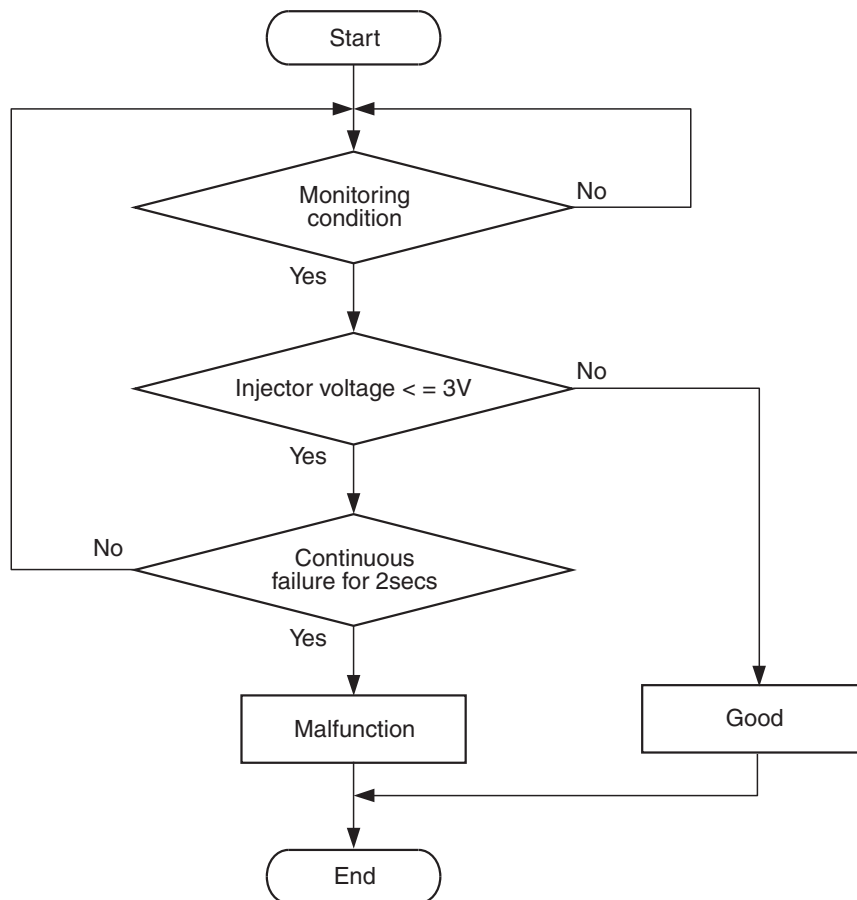 Start
Monitoring
condition
No
Yes
Injector voltage < = 3V
No
Yes
Continuous
failure for 2secs
No
Yes
Malfunction
Good
End